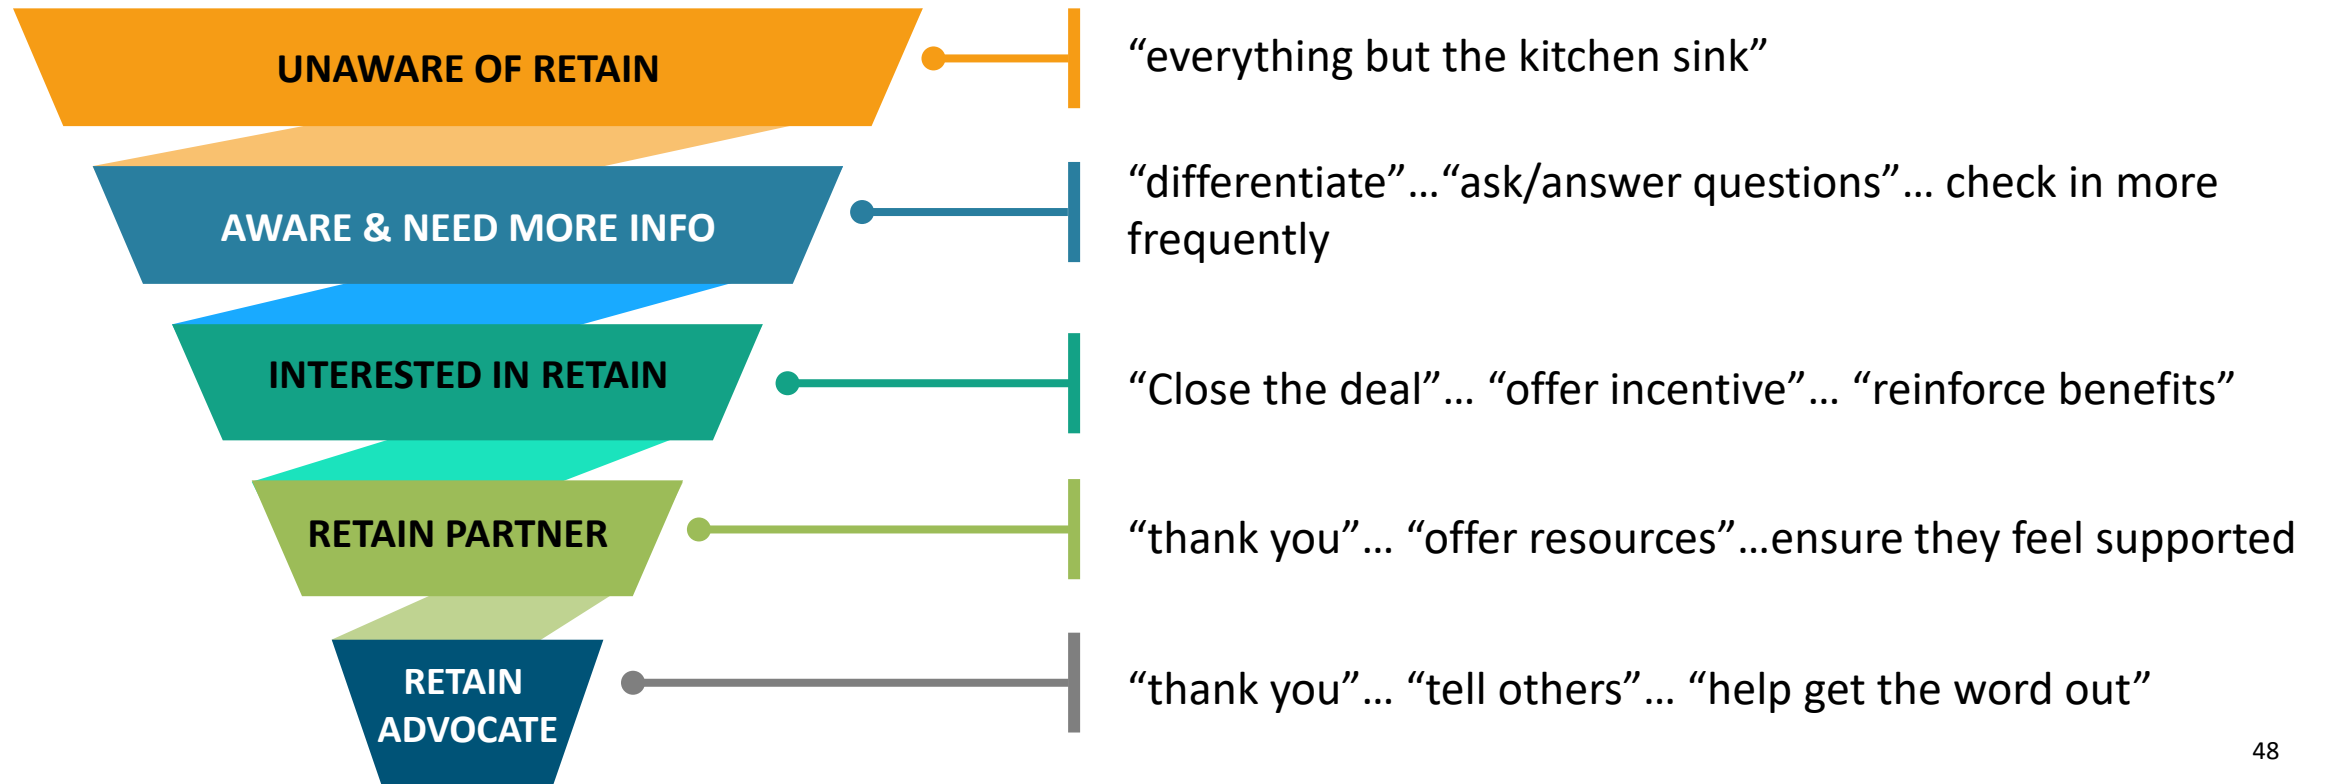 UNAWARE OF RETAIN
“everything but the kitchen sink”
AWARE & NEED MORE INFO
“differentiate”…“ask/answer questions”… check in more
frequently
INTERESTED IN RETAIN
“Close the deal”… “offer incentive”… “reinforce benefits”
RETAIN PARTNER
“thank you”… “offer resources”…ensure they feel supported
RETAIN
ADVOCATE
“thank you”… “tell others”… “help get the word out”
48